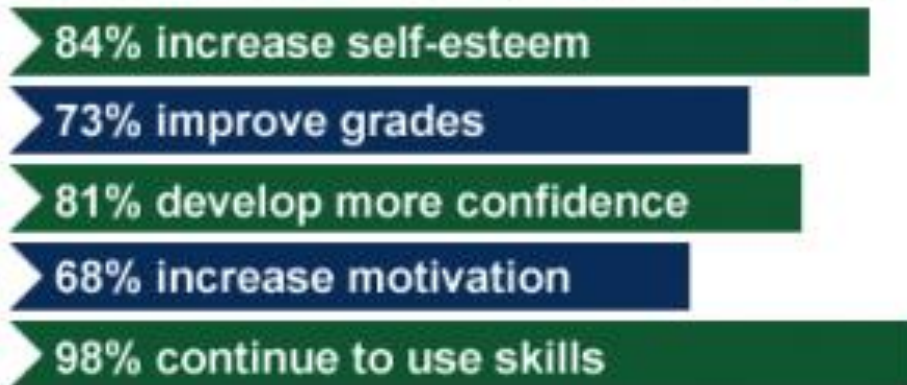 84% increase self-esteem
73% improve grades
81% develop more confidence
68% increase motivation
98% continue to use skills